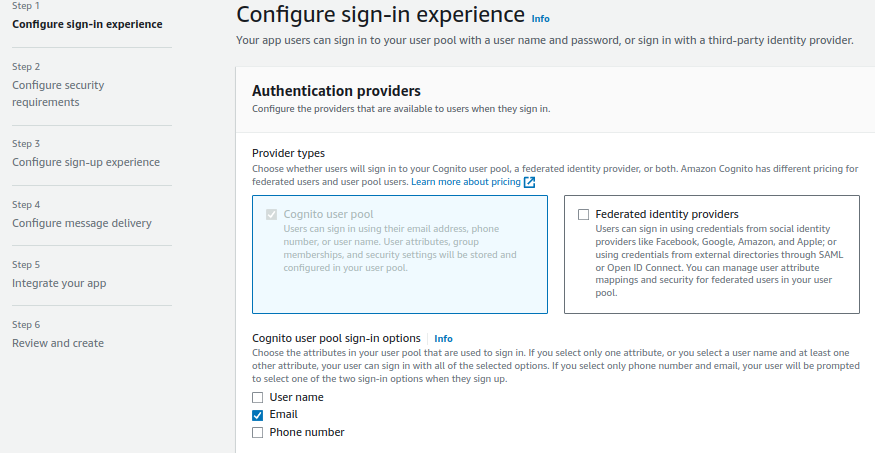 Step 1
Configure sign-in experience
Step 2
Configure security
requirements
Step 3
Configure sign-up experience
Step 4
Configure message delivery
Step 5
Integrate your app
Step 6
Review and create
Configure sign-in experience Info
Your app users can sign in to your user pool with a user name and password, or sign in with a third-party identity provider.
Authentication providers
Configure the providers that are available to users when they sign in.
Provider types
Choose whether users will sign in to your Cognito user pool, a federated identity provider, or both. Amazon Cognito has different pricing for
federated users and user pool users. Learn more about pricing
Cognito user pool
Users can sign in using their email address, phone
number, or user name. User attributes, group
memberships, and security settings will be stored and
configured in your user pool.
Federated identity providers
Users can sign in using credentials from social identity
providers like Facebook, Google, Amazon, and Apple; or
using credentials from external directories through SAML
or Open ID Connect. You can manage user attribute
mappings and security for federated users in your user
pool.
Cognito user pool sign-in options Info
Choose the attributes in your user pool that are used to sign in. If you select only one attribute, or you select a user name and at least one
other attribute, your user can sign in with all of the selected options. If you select only phone number and email, your user will be prompted
to select one of the two sign-in options when they sign up.
User name
Email
Phone number